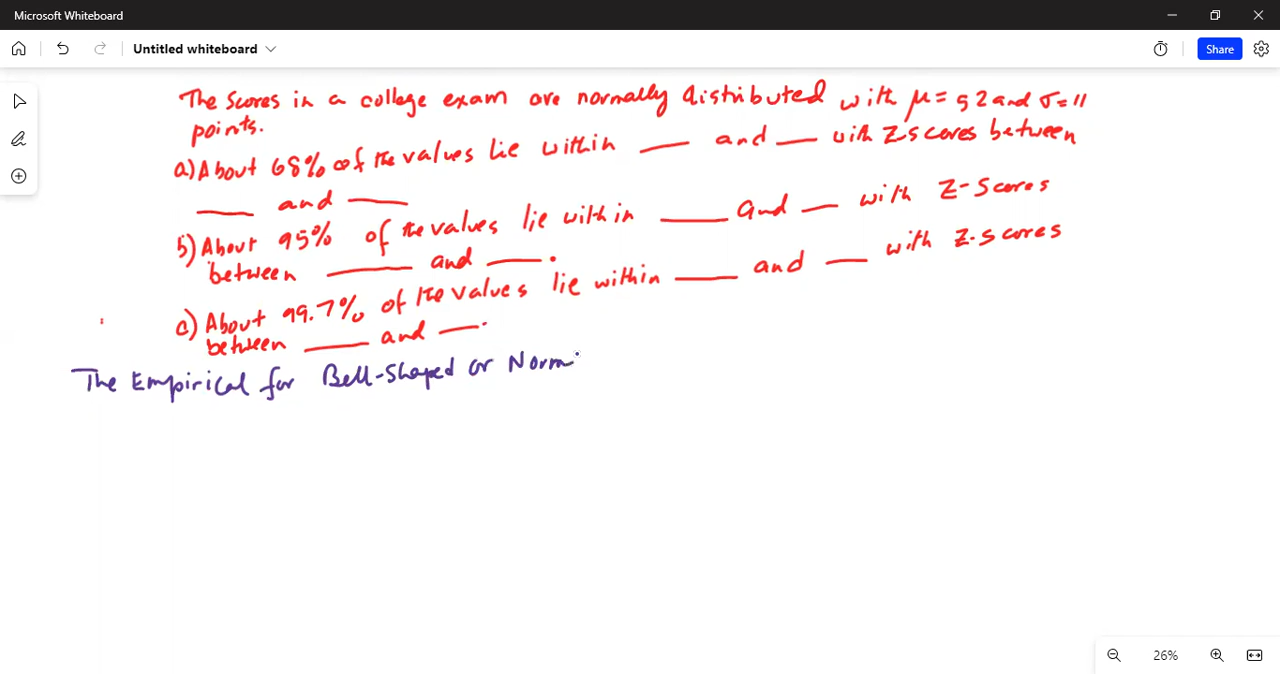 Microsoft Whiteboard
Untitled whiteboard
Share
The scores in a college exam are normally distributed with μ= 52 and σ= 11
points.
a) About 68% of the values lie within ___ and ___ with Z-scores between
___ and ___
b) About 95% of the values lie within ___ and ___ with Z-Scores
between ___ and ___.
c) About 99.7% of the values lie within ___ and ___ with Z-scores
between ___ and ___.
The Empirical for Bell-Shaped or Norm
26%